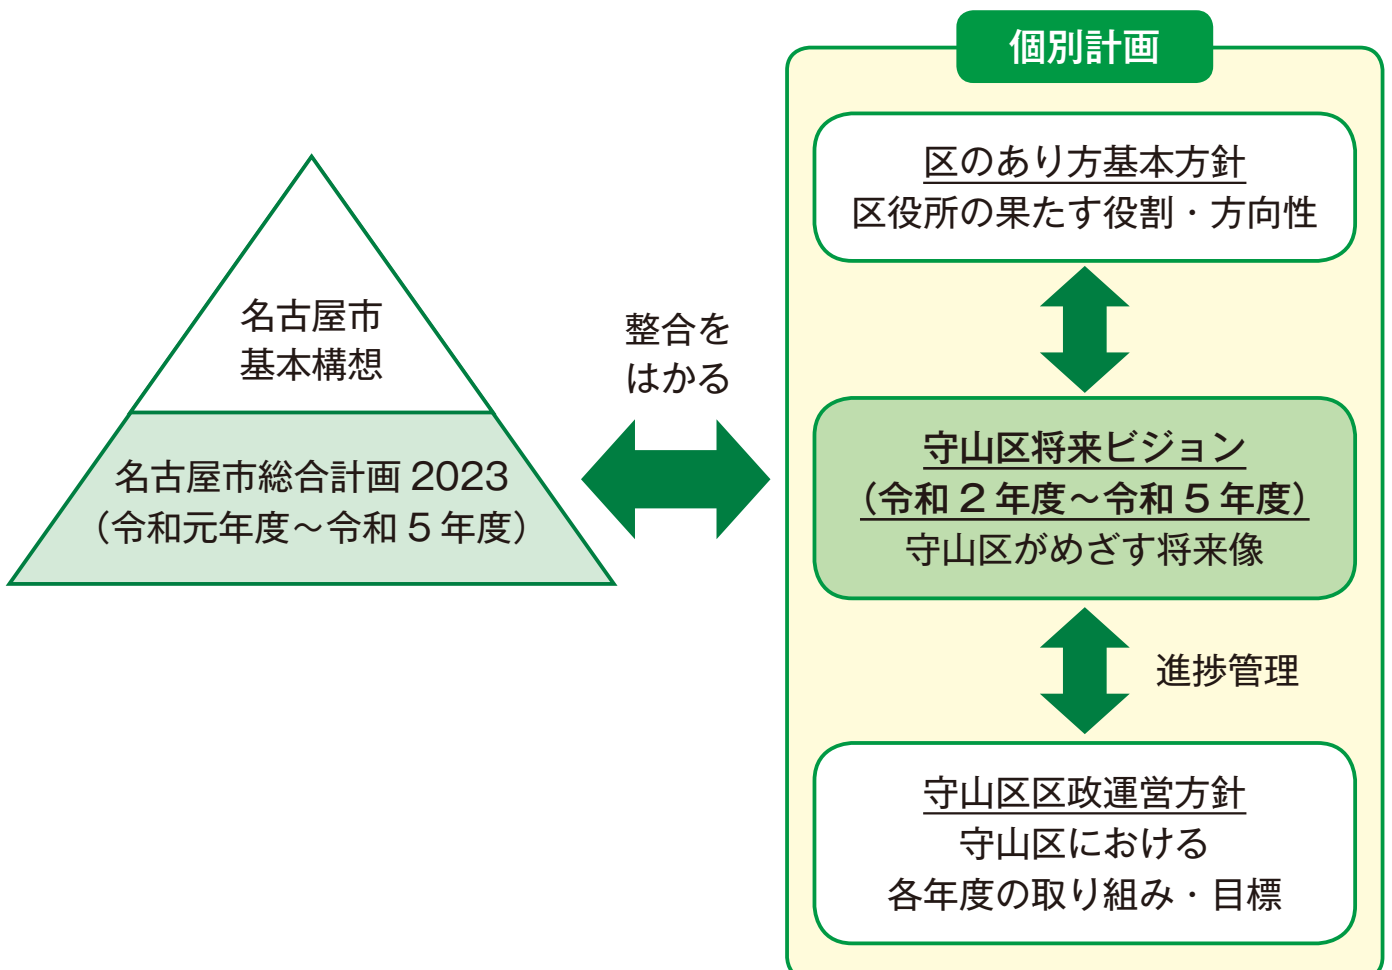 個別計画
区のあり方基本方針
区役所の果たす役割・方向性
名古屋市
基本構想
整合を
はかる
名古屋市総合計画 2023
（令和元年度～令和 5 年度）
守山区将来ビジョン
（令和 2 年度～令和 5 年度）
守山区がめざす将来像
進捗管理
守山区区政運営方針
守山区における
各年度の取り組み・目標